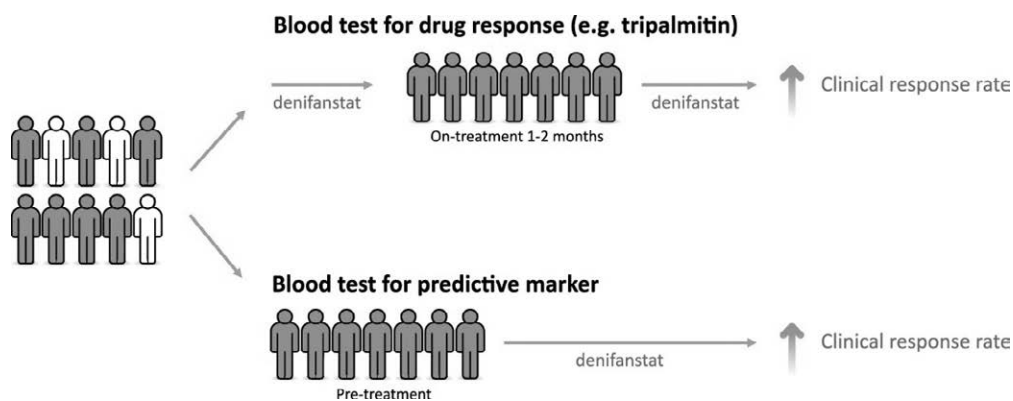 Blood test for drug response (e.g. tripalmitin)
denifanstat
denifanstat
Clinical response rate
On-treatment 1-2 months
Blood test for predictive marker
denifanstat
Clinical response rate
Pre-treatment